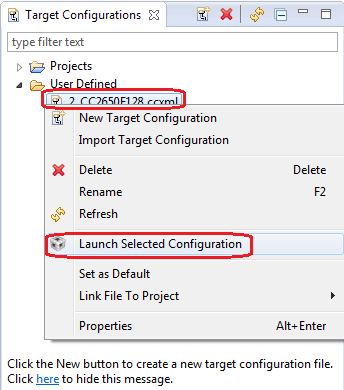 Target Configurations
type filter text
Projects
User Defined
2_CC2650F128.ccxml
New Target Configuration
Import Target Configuration
Delete Delete
Rename F2
Refresh
Launch Selected Configuration
Set as Default
Link File To Project
Properties Alt+Enter
Click the New button to create a new target configuration file.
Click here to hide this message.